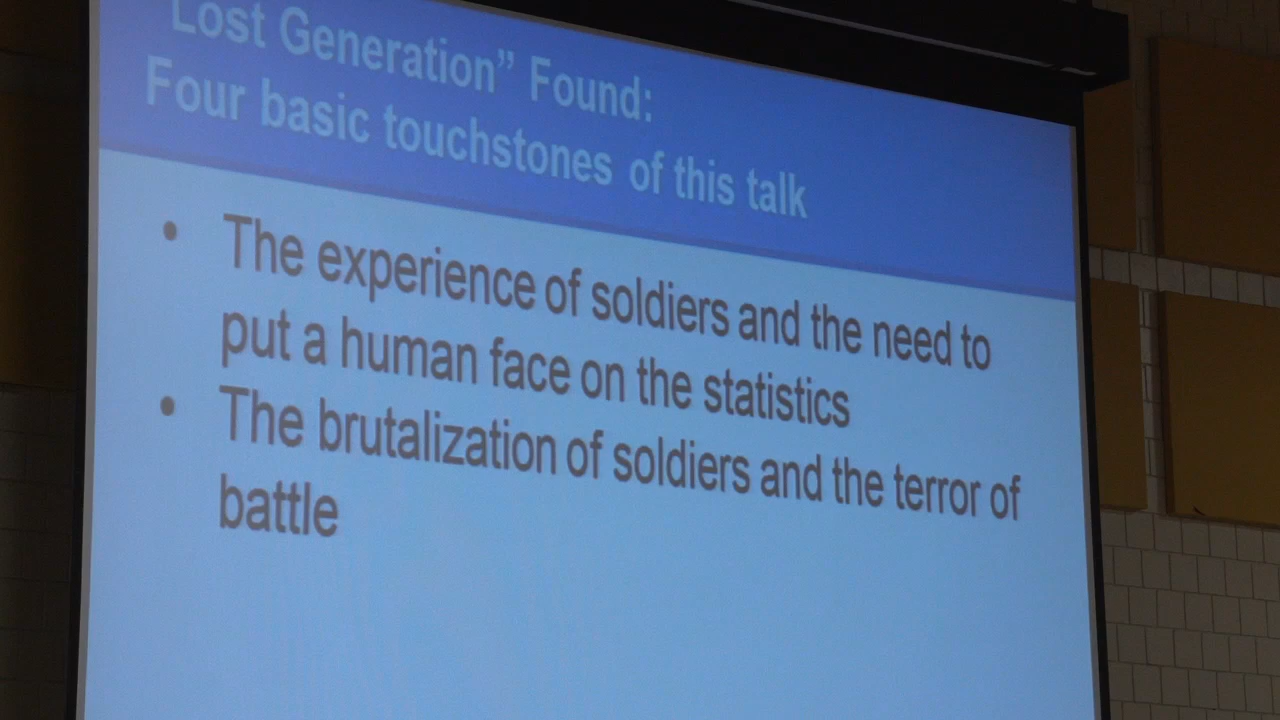 Lost Generation” Found:
Four basic touchstones of this talk
• The experience of soldiers and the need to
put a human face on the statistics
• The brutalization of soldiers and the terror of
battle